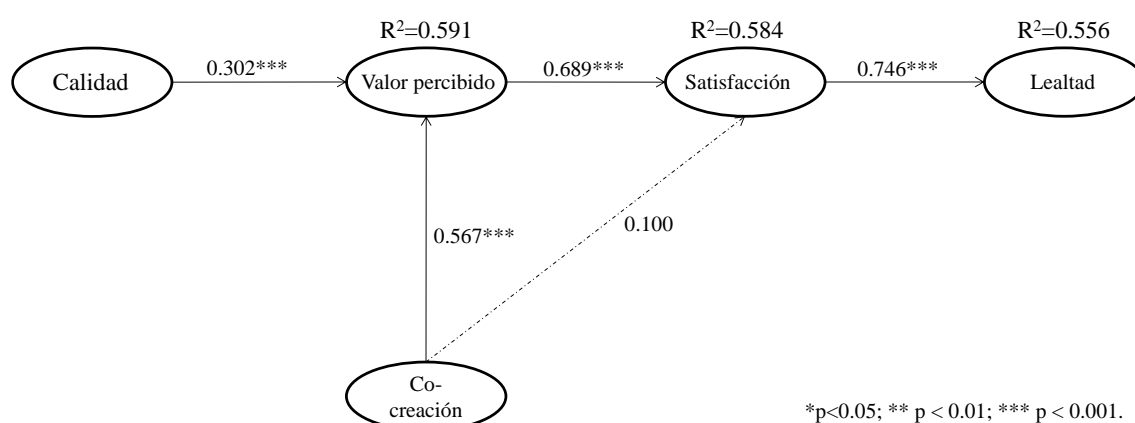 R²=0.591
R²=0.584
R²=0.556
Calidad
0.302***
Valor percibido
0.689***
Satisfacción
0.746***
Lealtad
0.567***
0.100
Co-
creación
*p<0.05; ** p < 0.01; *** p < 0.001.